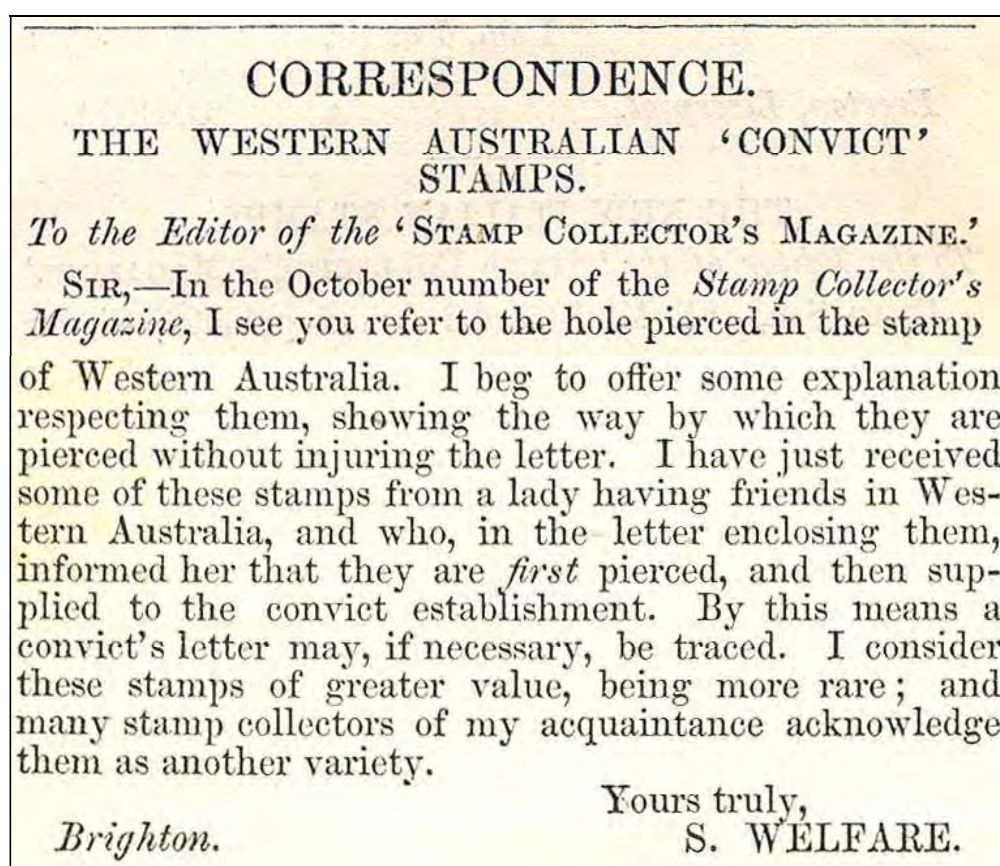 CORRESPONDENCE.
THE WESTERN AUSTRALIAN ‘CONVICT’
STAMPS.
To the Editor of the ‘STAMP COLLECTOR'S MAGAZINE.’
SIR,—In the October number of the Stamp Collector's
Magazine, I see you refer to the hole pierced in the stamp
of Western Australia. I beg to offer some explanation
respecting them, showing the way by which they are
pierced without injuring the letter. I have just received
some of these stamps from a lady having friends in Wes-
tern Australia, and who, in the letter enclosing them,
informed her that they are first pierced, and then sup-
plied to the convict establishment. By this means a
convict's letter may, if necessary, be traced. I consider
these stamps of greater value, being more rare; and
many stamp collectors of my acquaintance acknowledge
them as another variety.
Yours truly,
Brighton. S. WELFARE.